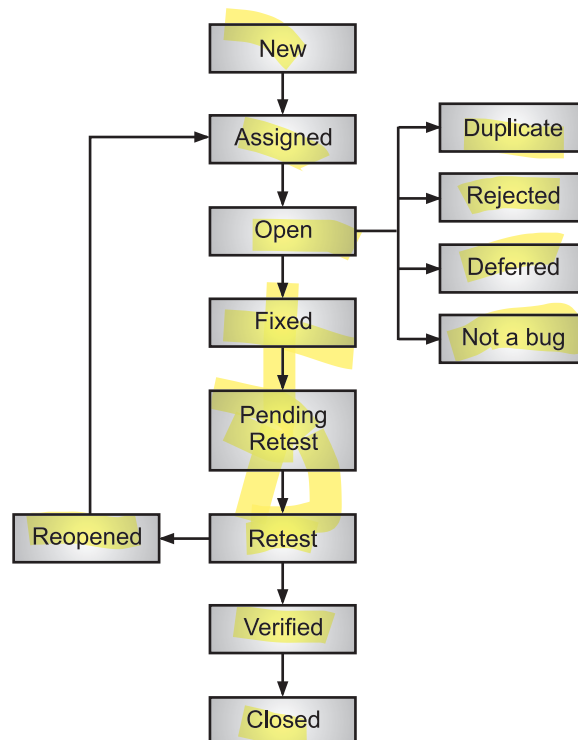 New
Assigned
Duplicate
Rejected
Open
Deferred
Fixed
Not a bug
Pending
Retest
Reopened
Retest
Verified
Closed